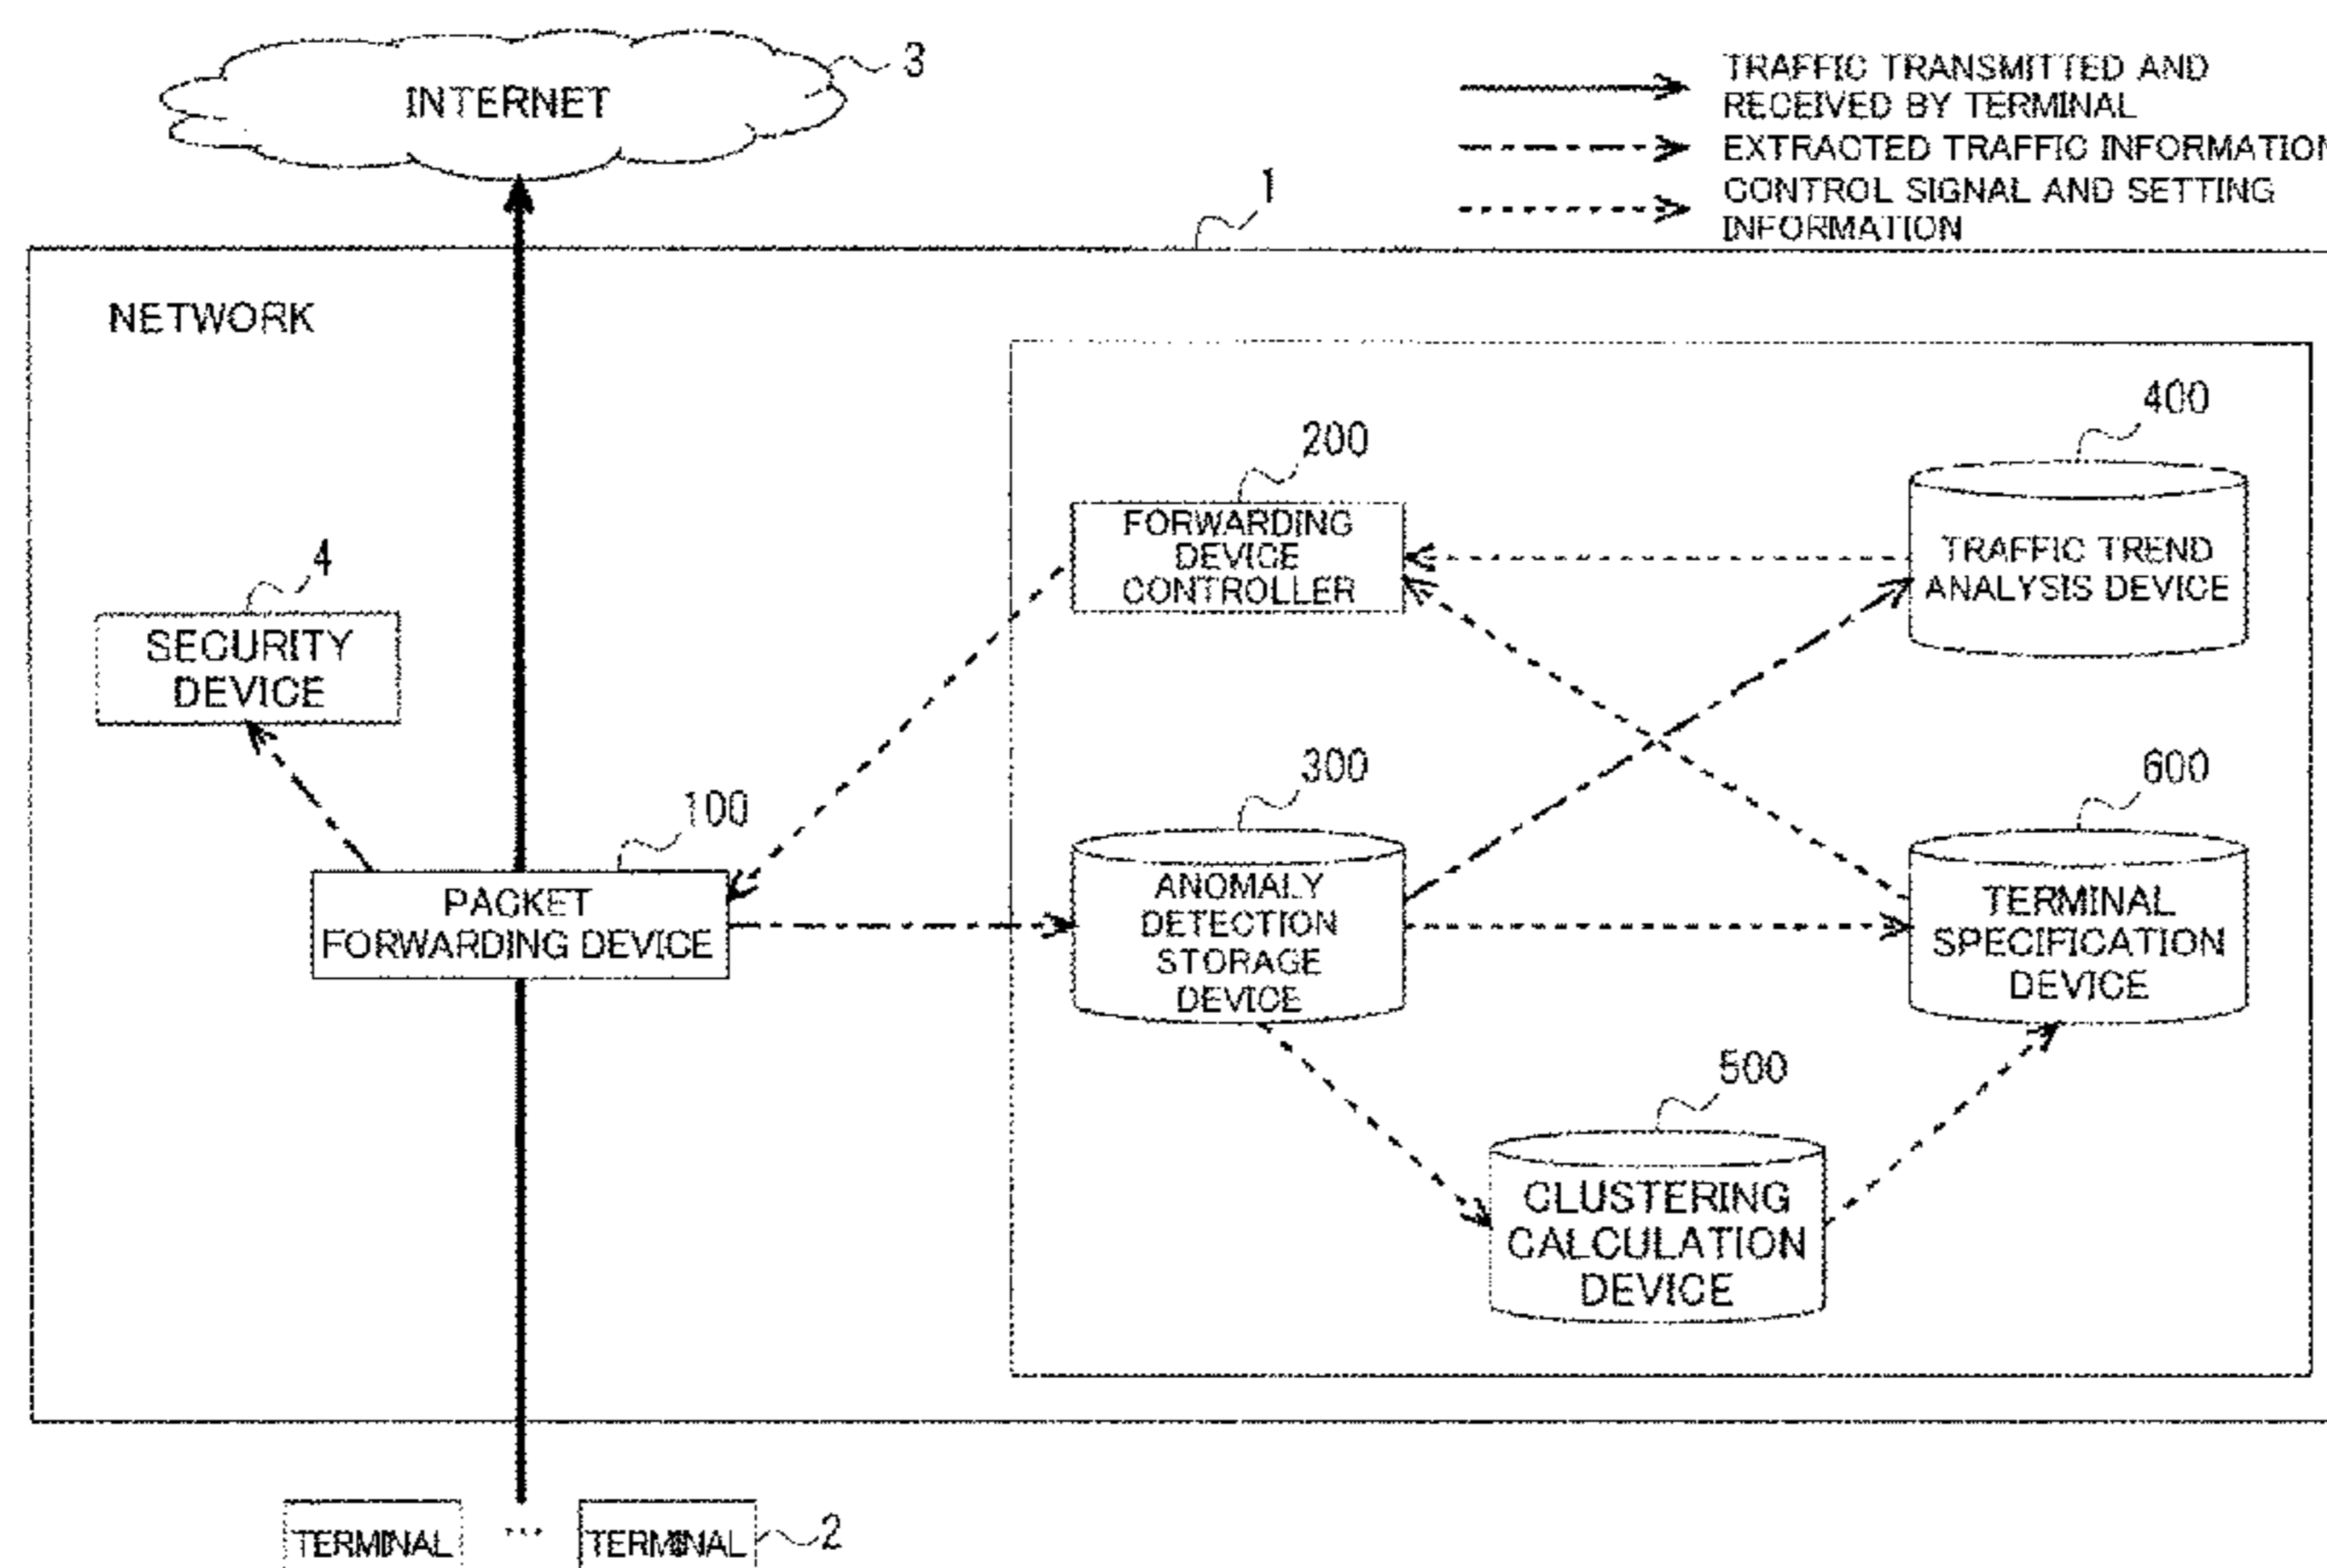 INTERNET
3
TRAFFIC TRANSMITTED AND
RECEIVED BY TERMINAL
EXTRACTED TRAFFIC INFORMATION
CONTROL SIGNAL AND SETTING
INFORMATION
1
NETWORK
400
200
FORWARDING
DEVICE
CONTROLLER
TRAFFIC TREND
ANALYSIS DEVICE
4
SECURITY
DEVICE
300
600
100
PACKET
FORWARDING DEVICE
ANOMALY
DETECTION
STORAGE
DEVICE
TERMINAL
SPECIFICATION
DEVICE
500
CLUSTERING
CALCULATION
DEVICE
TERMINAL ... TERMINAL 2